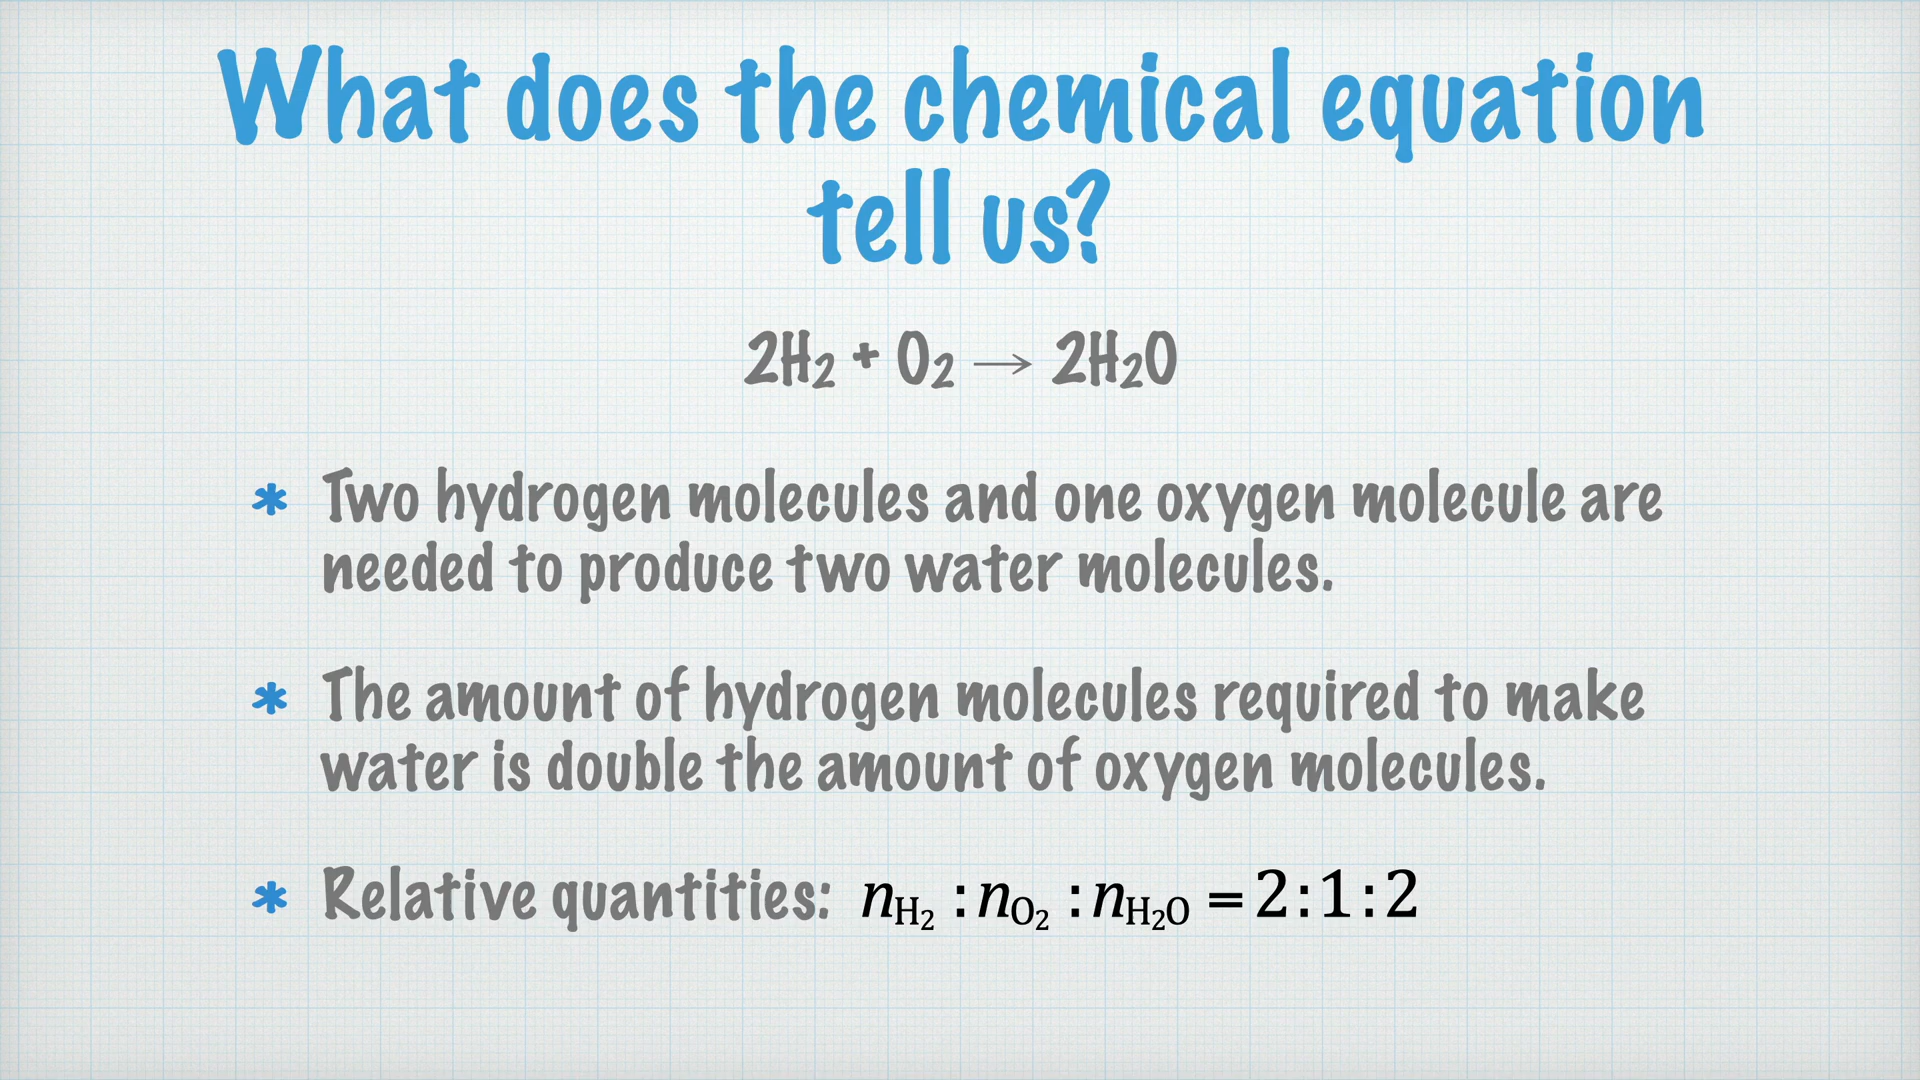 What does the chemical equation
tell us?
2H₂ + O₂ → 2H₂O
* Two hydrogen molecules and one oxygen molecule are
needed to produce two water molecules.
* The amount of hydrogen molecules required to make
water is double the amount of oxygen molecules.
* Relative quantities: n_H₂ : n_O₂ : n_H₂O = 2:1:2